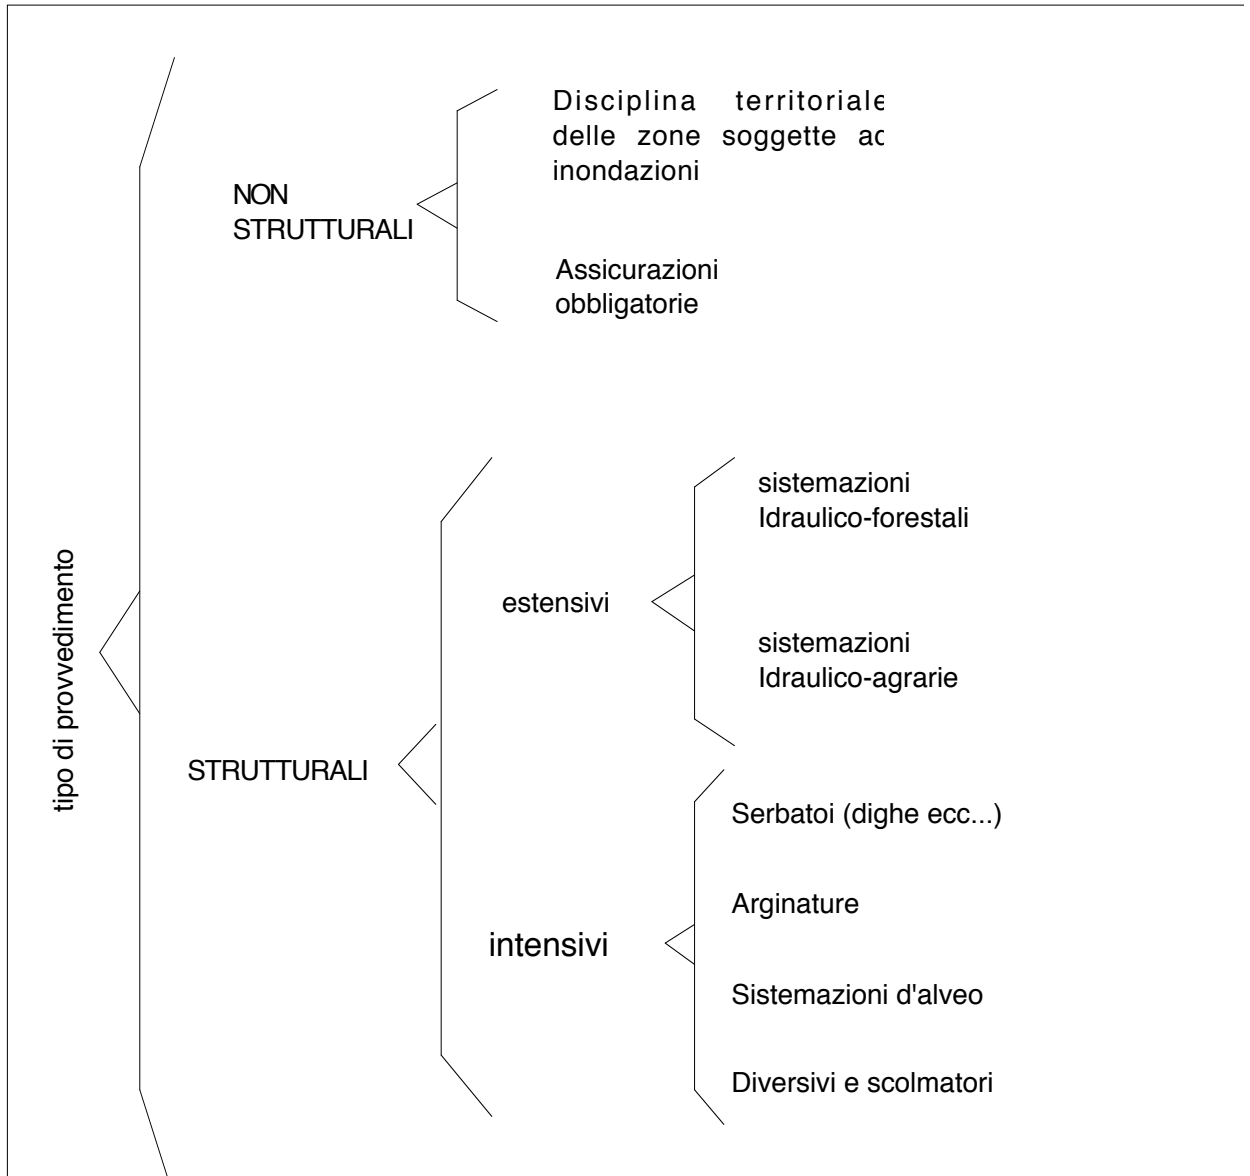 tipo di provvedimento
NON
STRUTTURALI
Disciplina territoriale
delle zone soggette ad
inondazioni
Assicurazioni
obbligatorie
STRUTTURALI
estensivi
sistemazioni
Idraulico-forestali
sistemazioni
Idraulico-agrarie
intensivi
Serbatoi (dighe ecc...)
Arginature
Sistemazioni d'alveo
Diversivi e scolmatori